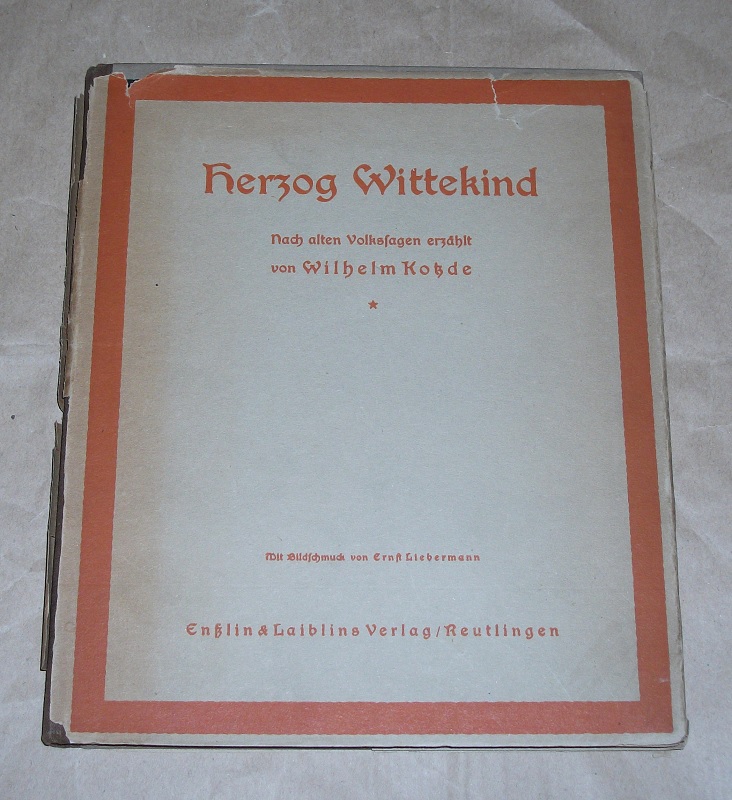 Herzog Wittekind
Nach alten Volksſagen erzählt
von Wilhelm Kotzde
Mit Bildſchmuck von Ernſt Liebermann
Enßlin & Laiblins Verlag / Reutlingen